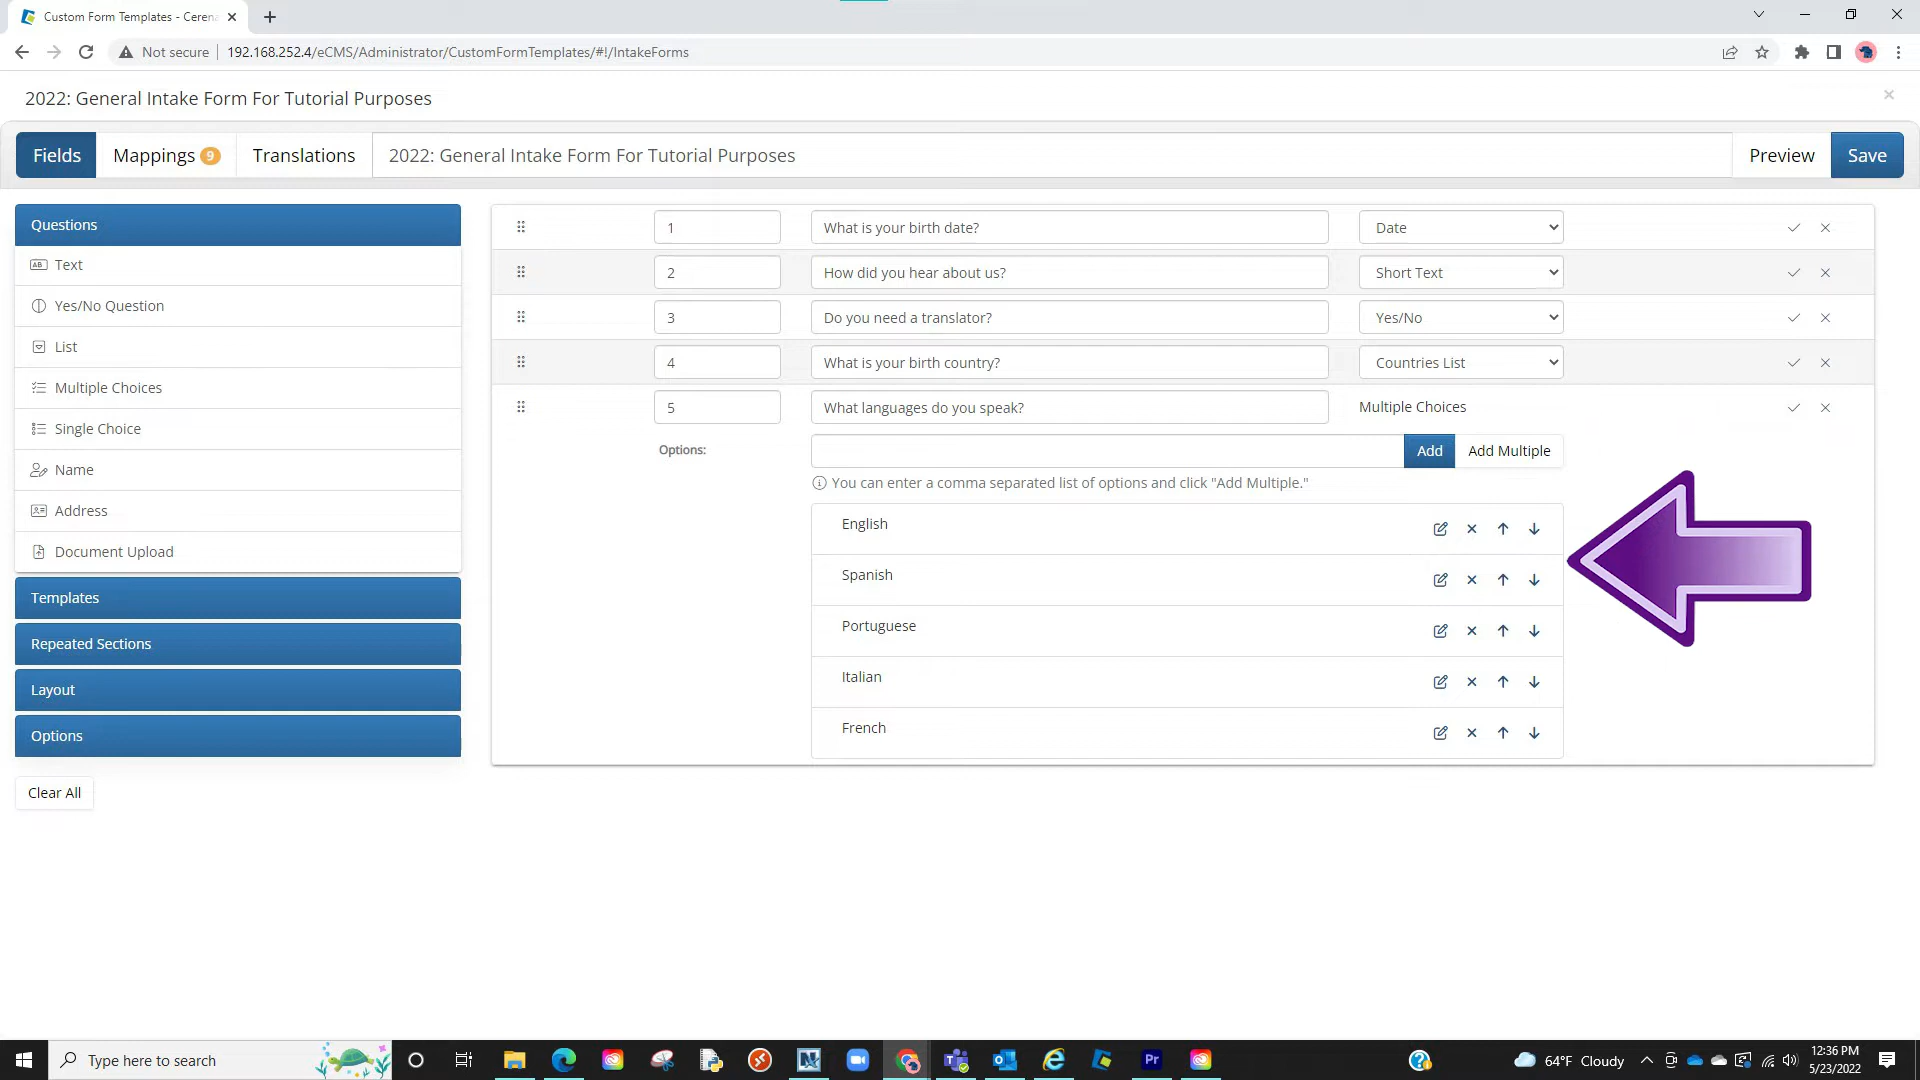 Custom Form Templates - Ceren
Not secure 192.168.252.4/eCMS/Administrator/CustomFormTemplates/#!/IntakeForms
2022: General Intake Form For Tutorial Purposes
Fields Mappings 9 Translations 2022: General Intake Form For Tutorial Purposes Preview Save
Questions
Text
Yes/No Question
List
Multiple Choices
Single Choice
Name
Address
Document Upload
Templates
Repeated Sections
Layout
Options
Clear All
1 What is your birth date? Date
2 How did you hear about us? Short Text
3 Do you need a translator? Yes/No
4 What is your birth country? Countries List
5 What languages do you speak? Multiple Choices
Options: Add Add Multiple
You can enter a comma separated list of options and click "Add Multiple."
English
Spanish
Portuguese
Italian
French
Type here to search
Pr
64°F Cloudy
12:36 PM
5/23/2022